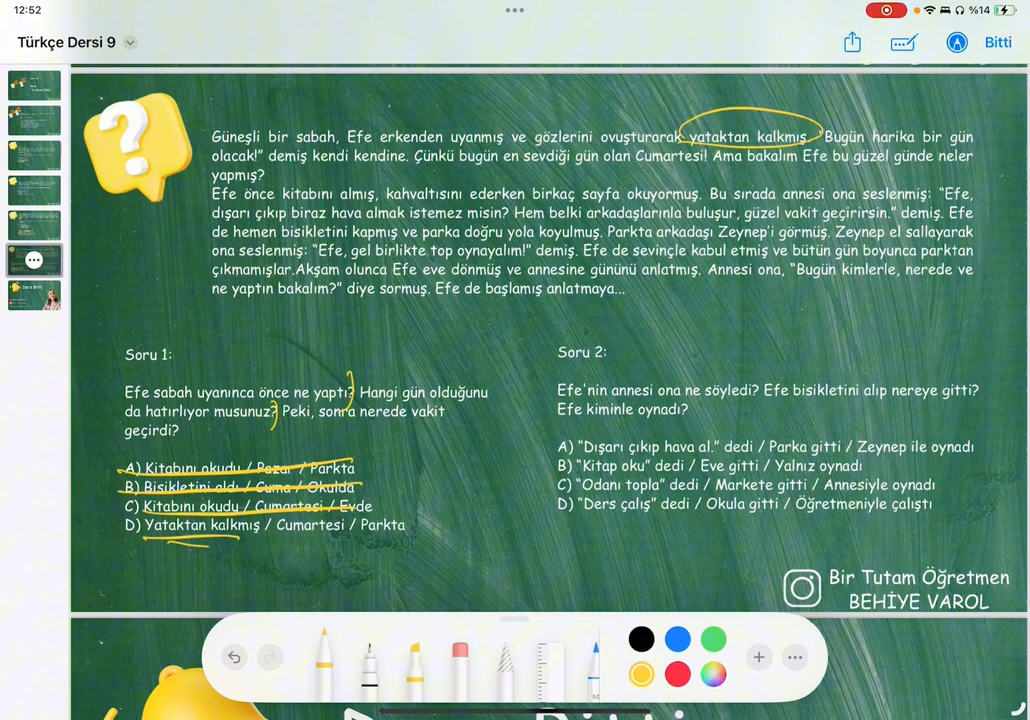 12:52
%14
Türkçe Dersi 9
Bitti
Güneşli bir sabah, Efe erkenden uyanmış ve gözlerini ovuşturarak yataktan kalkmış. "Bugün harika bir gün
olacak!" demiş kendi kendine. Çünkü bugün en sevdiği gün olan Cumartesi! Ama bakalım Efe bu güzel günde neler
yapmış?
Efe önce kitabını almış, kahvaltısını ederken birkaç sayfa okuyormuş. Bu sırada annesi ona seslenmiş: "Efe,
dışarı çıkıp biraz hava almak istemez misin? Hem belki arkadaşlarınla buluşur, güzel vakit geçirirsin." demiş. Efe
de hemen bisikletini kapmış ve parka doğru yola koyulmuş. Parkta arkadaşı Zeynep'i görmüş. Zeynep el sallayarak
ona seslenmiş: "Efe, gel birlikte top oynayalım!" demiş. Efe de sevinçle kabul etmiş ve bütün gün boyunca parktan
çıkmamışlar.Akşam olunca Efe eve dönmüş ve annesine gününü anlatmış. Annesi ona, "Bugün kimlerle, nerede ve
ne yaptın bakalım?" diye sormuş. Efe de başlamış anlatmaya...
Soru 1:
Efe sabah uyanınca önce ne yaptı? Hangi gün olduğunu
da hatırlıyor musunuz? Peki, sonra nerede vakit
geçirdi?
A) Kitabını okudu / Pazar / Parkta
B) Bisikletini aldı / Cuma / Okulda
C) Kitabını okudu / Cumartesi / Evde
D) Yataktan kalkmış / Cumartesi / Parkta
Soru 2:
Efe'nin annesi ona ne söyledi? Efe bisikletini alıp nereye gitti?
Efe kiminle oynadı?
A) "Dışarı çıkıp hava al." dedi / Parka gitti / Zeynep ile oynadı
B) "Kitap oku" dedi / Eve gitti / Yalnız oynadı
C) "Odanı topla" dedi / Markete gitti / Annesiyle oynadı
D) "Ders çalış" dedi / Okula gitti / Öğretmeniyle çalıştı
Bir Tutam Öğretmen
BEHİYE VAROL